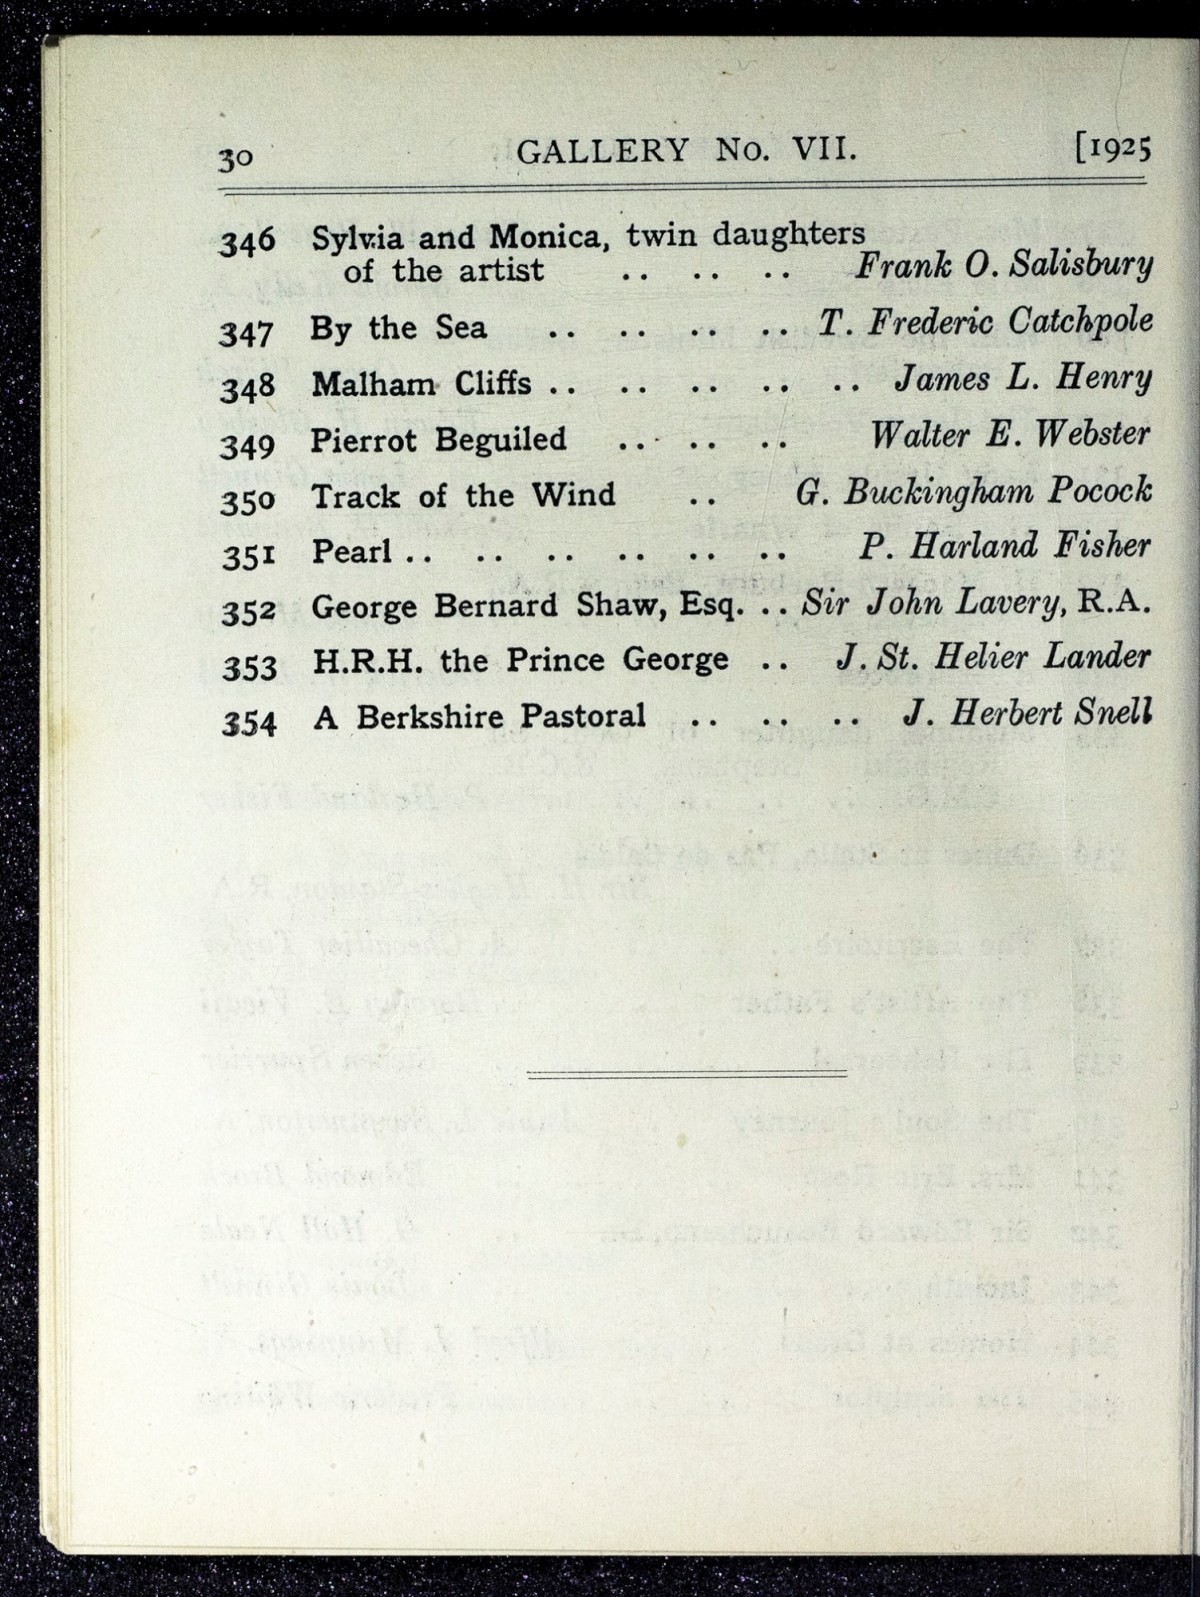 30 GALLERY No. VII. [1925
346 Sylvia and Monica, twin daughters
of the artist .. .. .. Frank O. Salisbury
347 By the Sea .. .. .. .. T. Frederic Catchpole
348 Malham Cliffs .. .. .. .. .. James L. Henry
349 Pierrot Beguiled .. .. .. Walter E. Webster
350 Track of the Wind .. G. Buckingham Pocock
351 Pearl .. .. .. .. .. .. P. Harland Fisher
352 George Bernard Shaw, Esq. .. Sir John Lavery, R.A.
353 H.R.H. the Prince George .. J. St. Helier Lander
354 A Berkshire Pastoral .. .. .. J. Herbert Snell